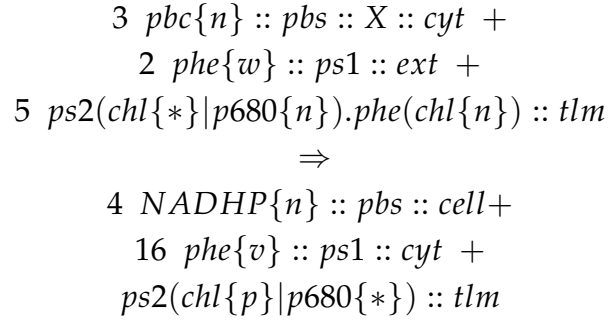 3 pbc{n} :: pbs :: X :: cyt +
2 phe{w} :: ps1 :: ext +
5 ps2(chl{*}|p680{n}).phe(chl{n}) :: tlm
⇒
4 NADHP{n} :: pbs :: cell+
16 phe{v} :: ps1 :: cyt +
ps2(chl{p}|p680{*}) :: tlm